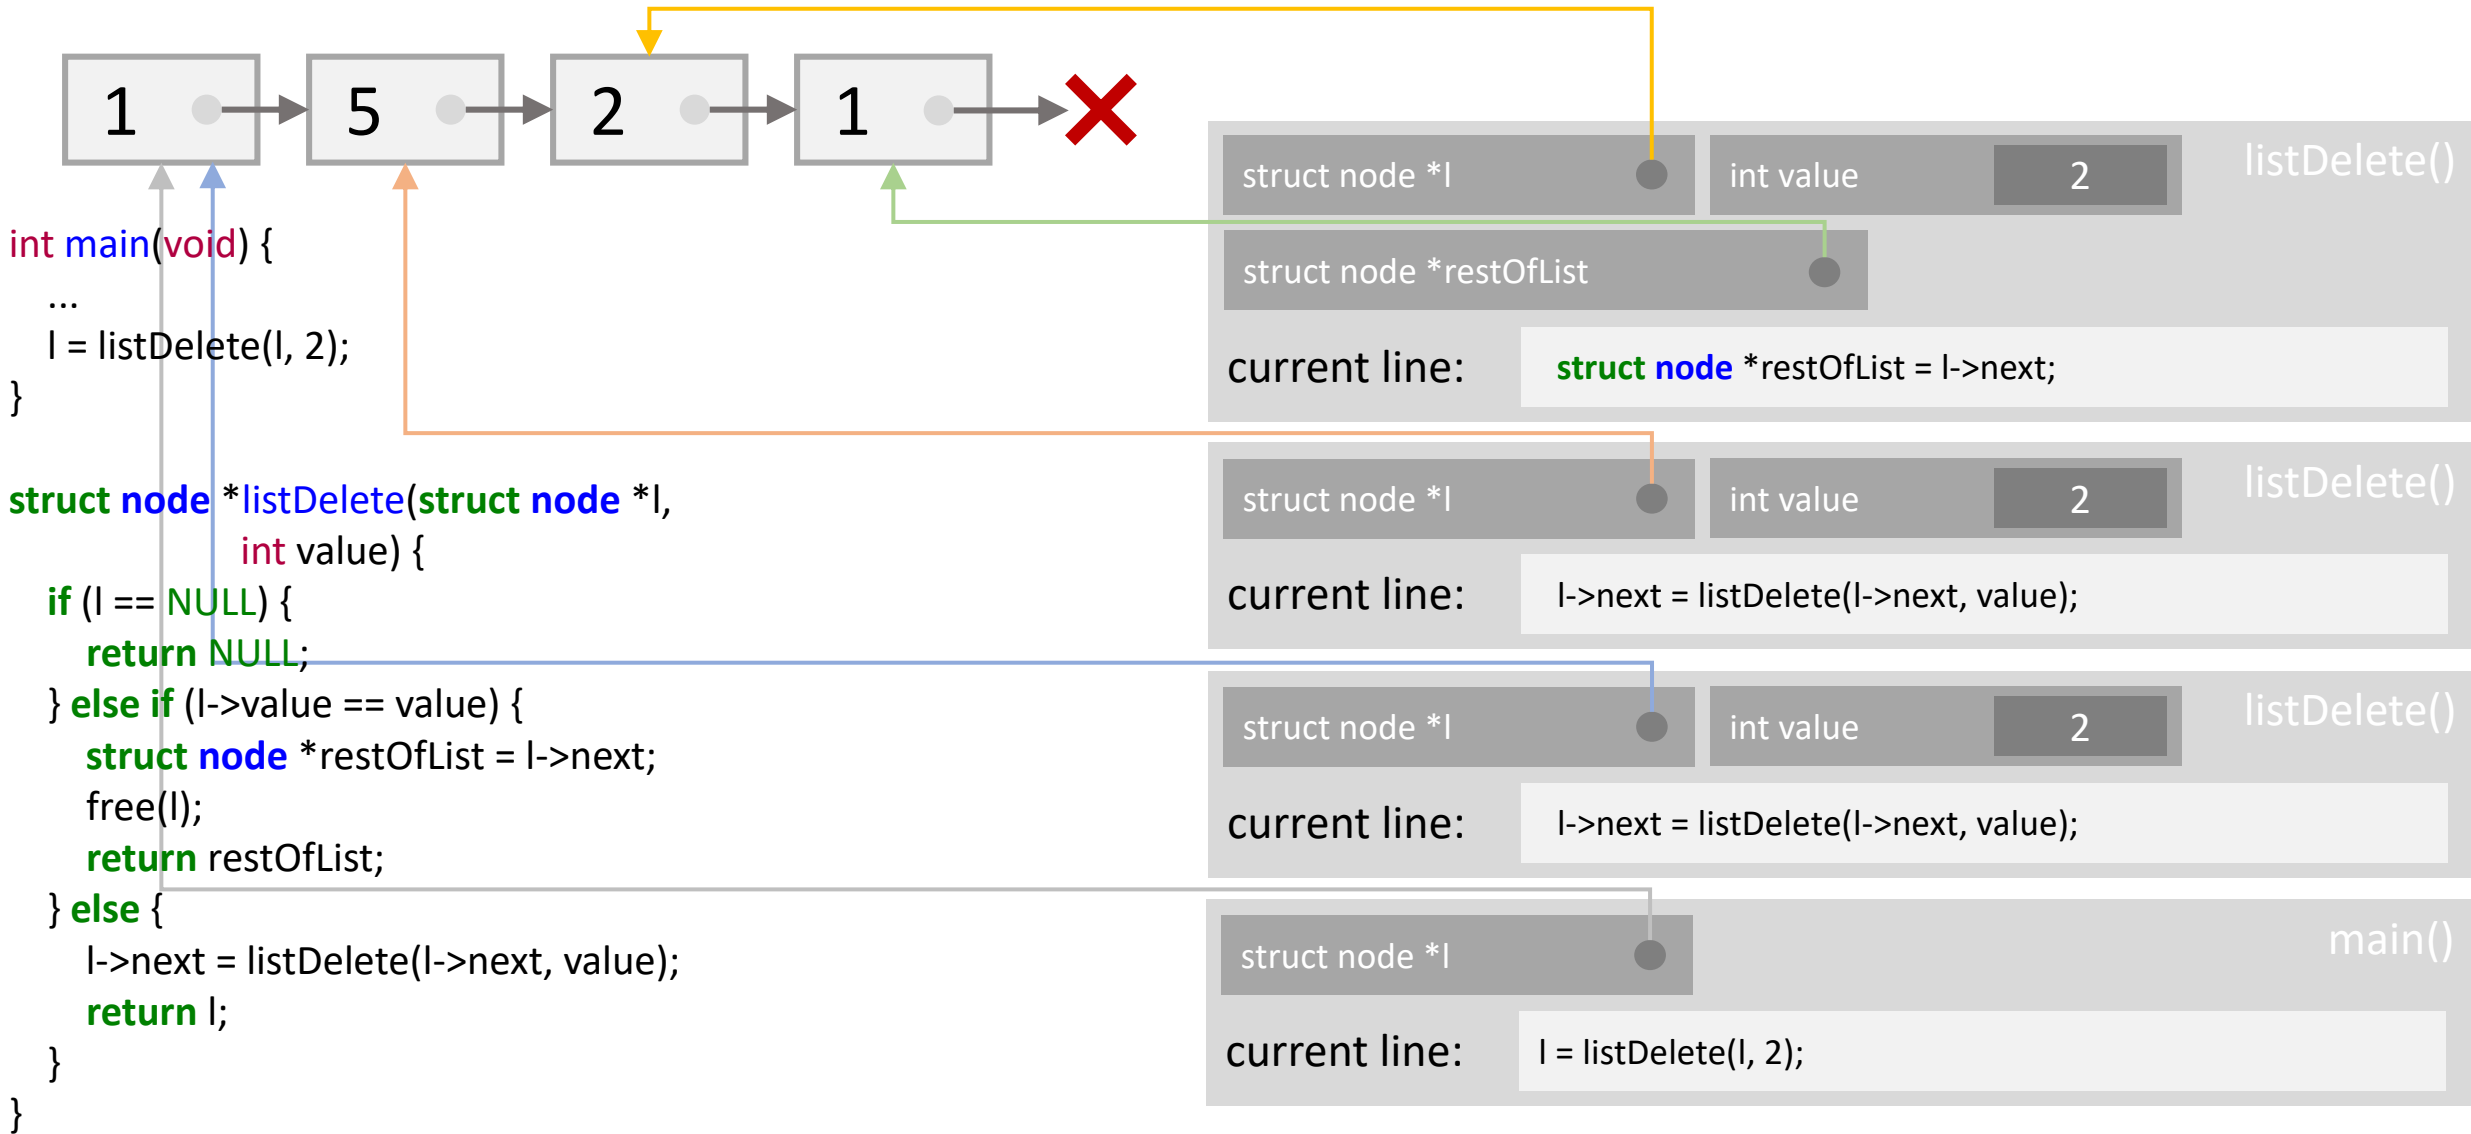 1 5 2 1
int main(void) {
...
l = listDelete(l, 2);
}
struct node *listDelete(struct node *l,
int value) {
if (l == NULL) {
return NULL;
} else if (l->value == value) {
struct node *restOfList = l->next;
free(l);
return restOfList;
} else {
l->next = listDelete(l->next, value);
return l;
}
}
struct node *l int value 2 listDelete()
struct node *restOfList
current line: struct node *restOfList = l->next;
struct node *l int value 2 listDelete()
current line: l->next = listDelete(l->next, value);
struct node *l int value 2 listDelete()
current line: l->next = listDelete(l->next, value);
struct node *l main()
current line: l = listDelete(l, 2);